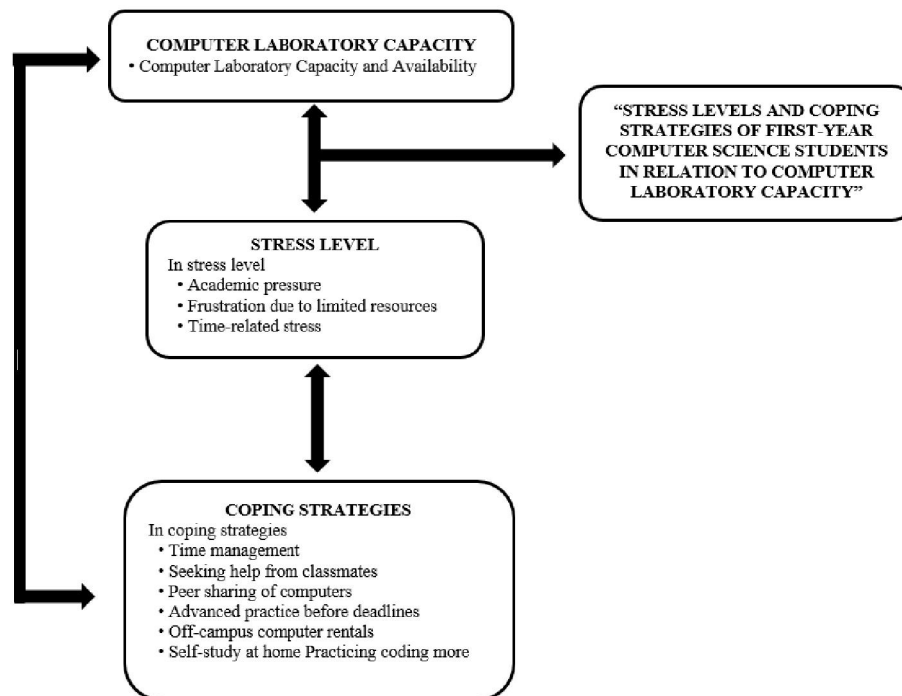 COMPUTER LABORATORY CAPACITY
• Computer Laboratory Capacity and Availability
“STRESS LEVELS AND COPING
STRATEGIES OF FIRST-YEAR
COMPUTER SCIENCE STUDENTS
IN RELATION TO COMPUTER
LABORATORY CAPACITY”
STRESS LEVEL
In stress level
• Academic pressure
• Frustration due to limited resources
• Time-related stress
COPING STRATEGIES
In coping strategies
• Time management
• Seeking help from classmates
• Peer sharing of computers
• Advanced practice before deadlines
• Off-campus computer rentals
• Self-study at home Practicing coding more